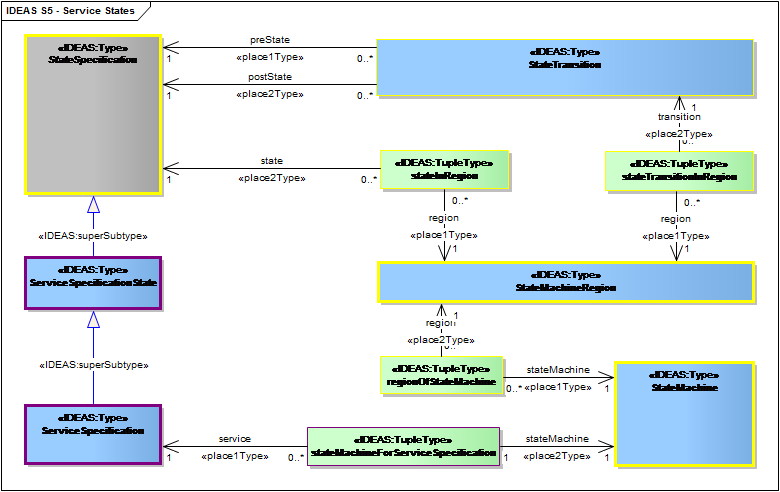 IDEAS S5 - Service States
«IDEAS:Type»
StateSpecification
preState
1
«place1Type»
0..*
postState
1
«place2Type»
0..*
«IDEAS:Type»
StateTransition
transition
1
«place2Type»
0..
state
1
«place2Type»
0..*
«IDEAS:TupleType»
stateInRegion
«IDEAS:TupleType»
stateTransitionInRegion
0..*
region
«place1Type»
1
0..*
region
«place1Type»
1
«IDEAS:superSubtype»
«IDEAS:Type»
ServiceSpecificationState
«IDEAS:Type»
StateMachineRegion
1
region
«place2Type»
0..
«IDEAS:superSubtype»
«IDEAS:TupleType»
regionOfStateMachine
stateMachine
0..*
«place1Type»
1
«IDEAS:Type»
StateMachine
«IDEAS:Type»
ServiceSpecification
service
1
«place1Type»
0..*
«IDEAS:TupleType»
stateMachineForServiceSpecification
stateMachine
1
«place2Type»
1